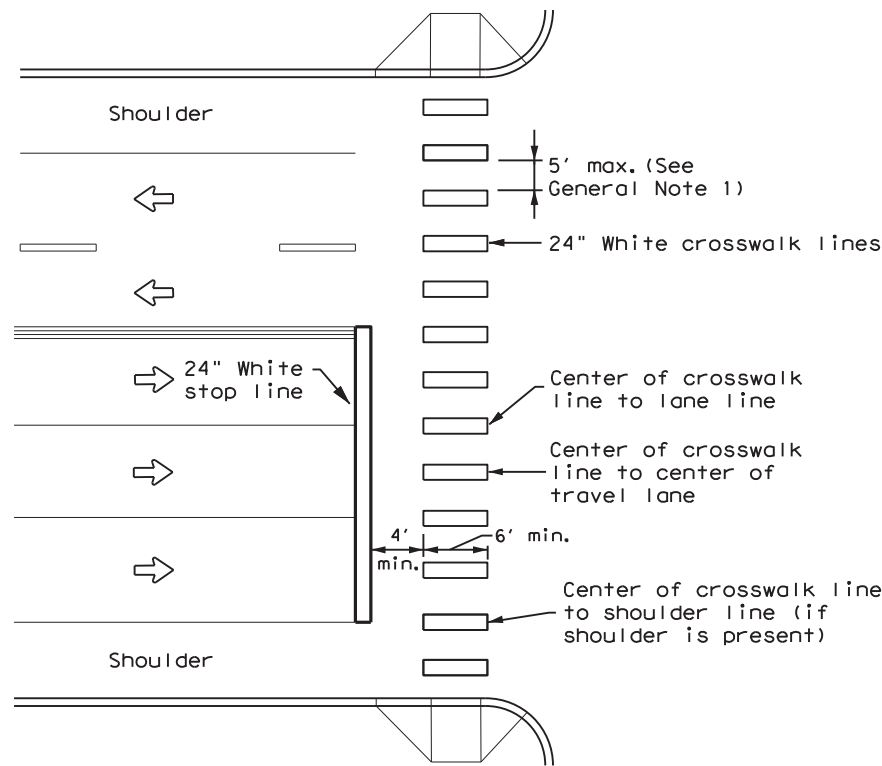 Shoulder
5' max. (See
General Note 1)
24" White crosswalk lines
24" White
stop line
Center of crosswalk
line to lane line
Center of crosswalk
line to center of
travel lane
4'
min.
6' min.
Center of crosswalk line
to shoulder line (if
shoulder is present)
Shoulder